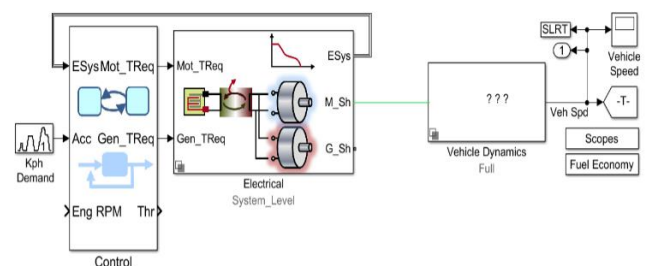 SLRT
1
Vehicle
Speed
ESys
ESys Mot_TReq
Mot_TReq
M_Sh
? ? ?
Veh Spd
-T-
Acc Gen_TReq
Gen_TReq
G_Sh
Kph
Demand
Vehicle Dynamics
Full
Scopes
Fuel Economy
Electrical
System_Level
Eng RPM Thr
Control